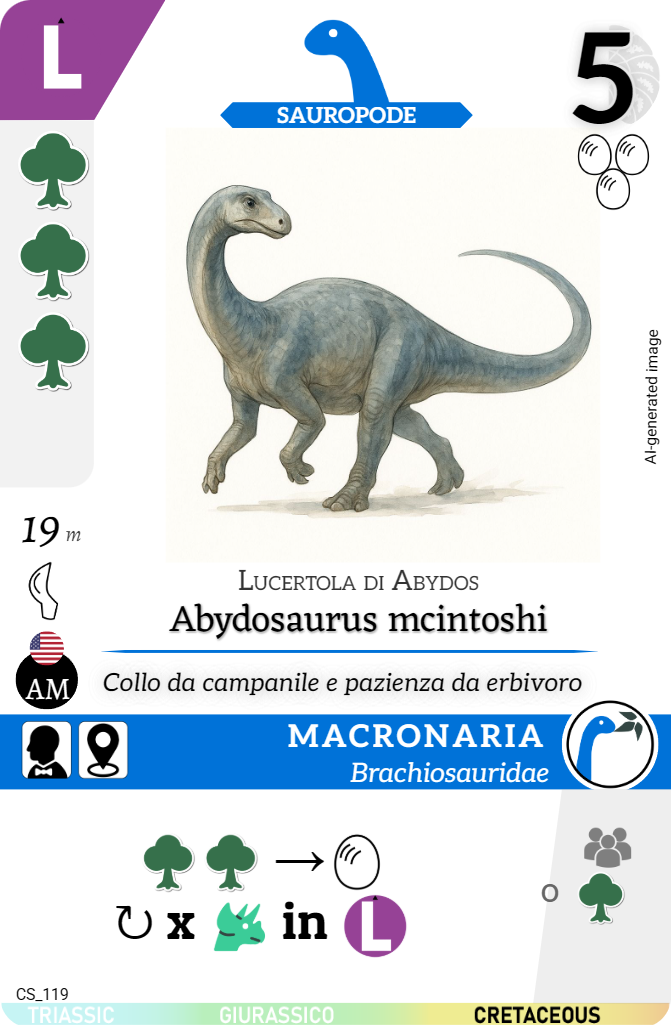 L
SAUROPODE
5
AI-generated image
19 m
LUCERTOLA DI ABYDOS
Abydosaurus mcintoshi
AM
Collo da campanile e pazienza da erbivoro
MACRONARIA
Brachiosauridae
→
↻ x in L
O
CS_119
TRIASSIC GIURASSICO CRETACEOUS